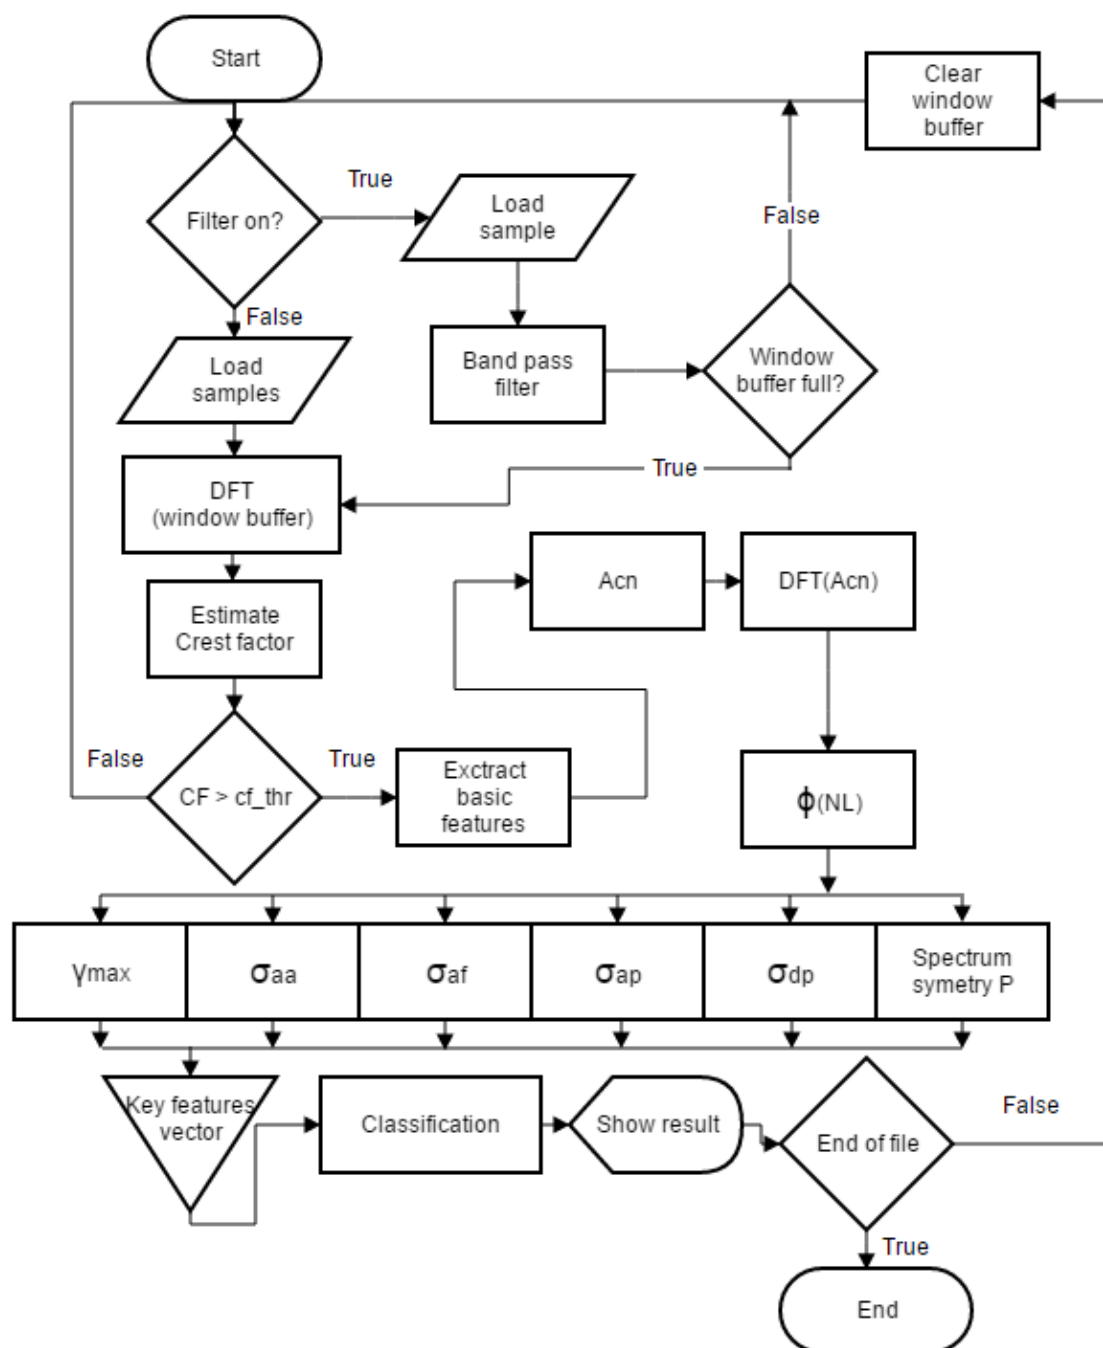 Start
Clear
window
buffer
True
Load
sample
Filter on?
False
False
Load
samples
Band pass
filter
Window
buffer full?
True
DFT
(window buffer)
Acn
DFT(Acn)
Estimate
Crest factor
False
True
CF > cf_thr
Exctract
basic
features
ϕ(NL)
γmax
σaa
σaf
σap
σdp
Spectrum
symetry P
Key features
vector
Classification
Show result
End of file
False
True
End